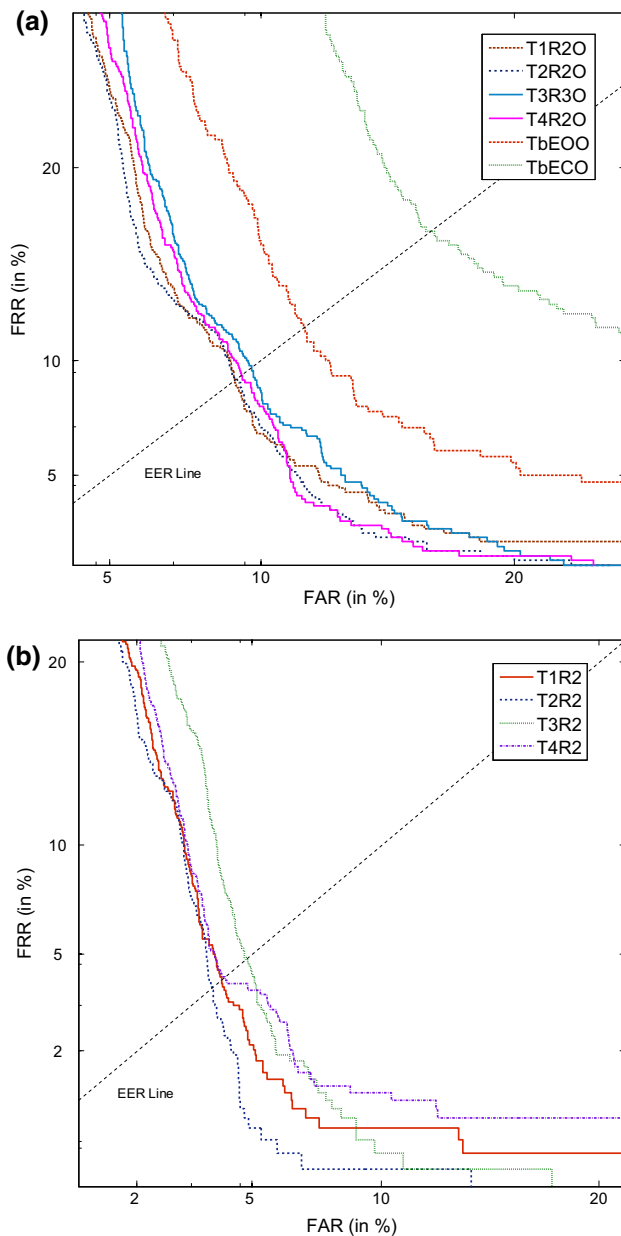 (a)
T1R2O
T2R2O
T3R3O
T4R2O
TbEOO
TbECO
20
10
5
FRR (in %)
EER Line
5 10 20
FAR (in %)
(b)
T1R2
T2R2
T3R2
T4R2
20
10
5
2
FRR (in %)
EER Line
2 5 10 20
FAR (in %)